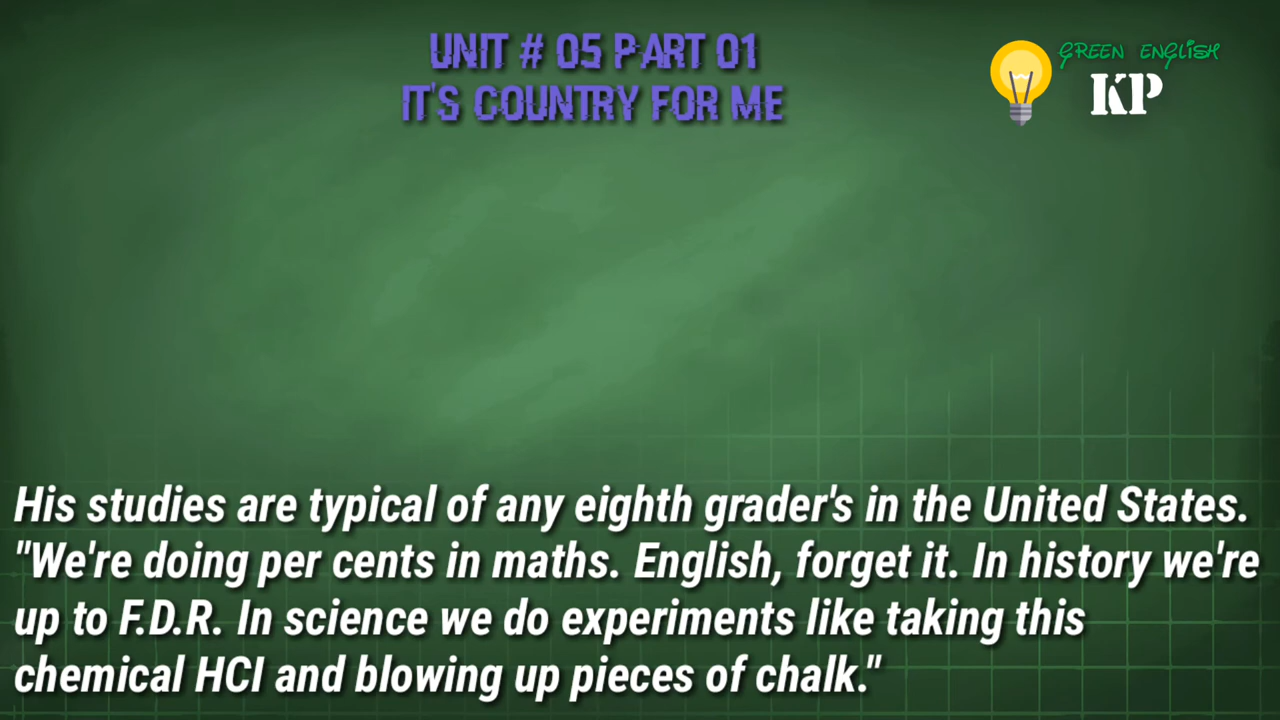 UNIT # 05 PART 01
IT'S COUNTRY FOR ME
GREEN ENGLISH
KP
His studies are typical of any eighth grader's in the United States.
"We're doing per cents in maths. English, forget it. In history we're
up to F.D.R. In science we do experiments like taking this
chemical HCI and blowing up pieces of chalk."